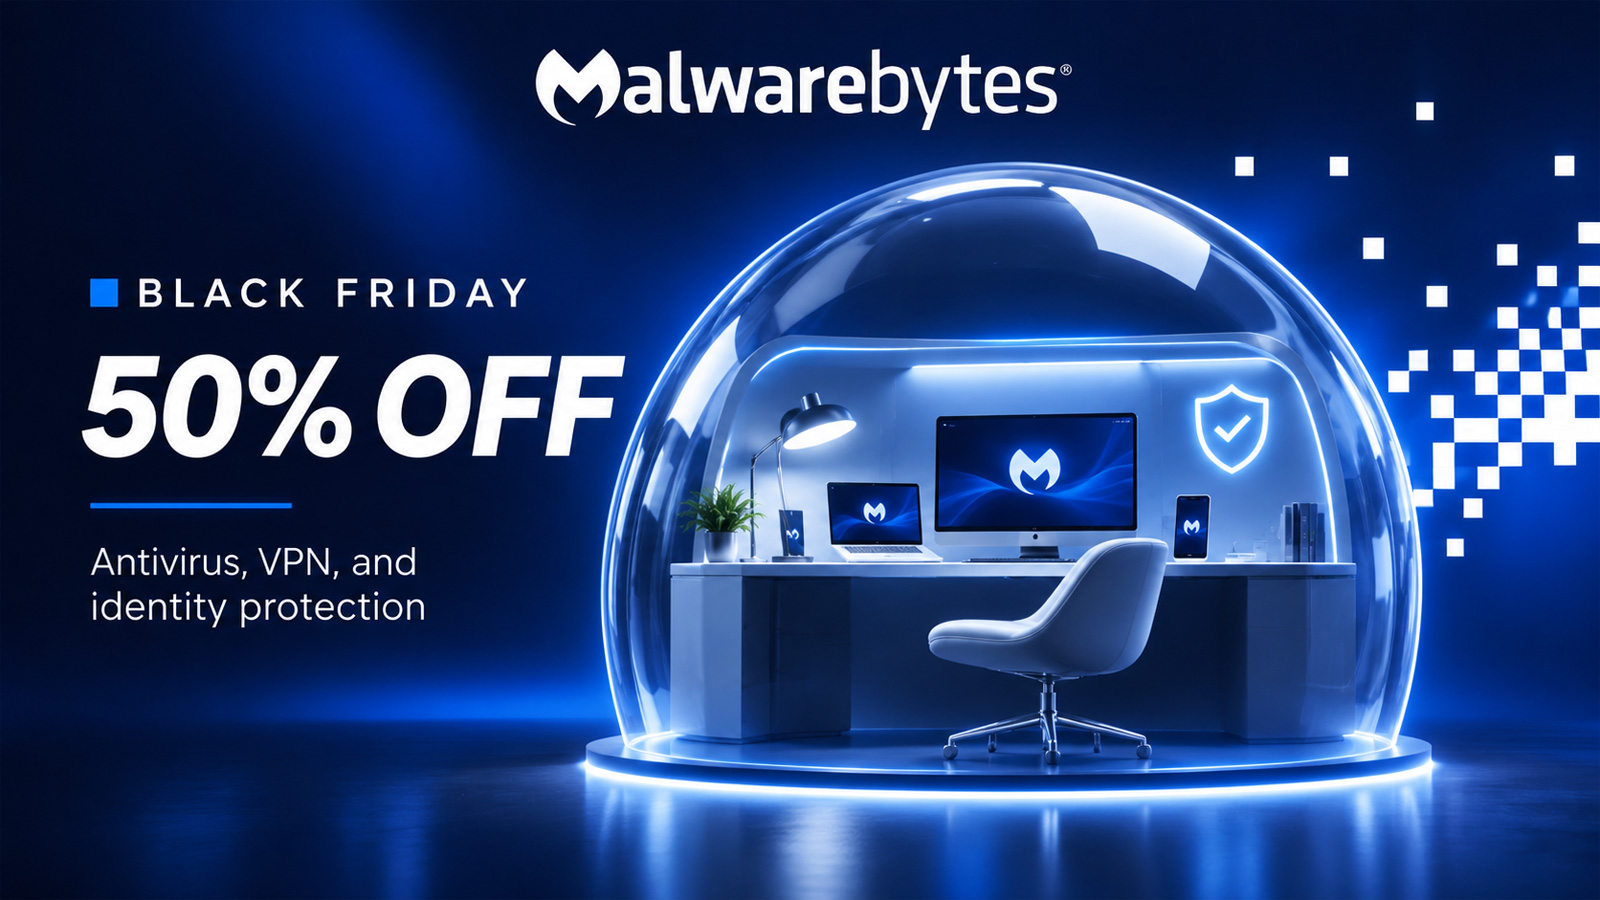 Malwarebytes®
BLACK FRIDAY
50% OFF
Antivirus, VPN, and
identity protection